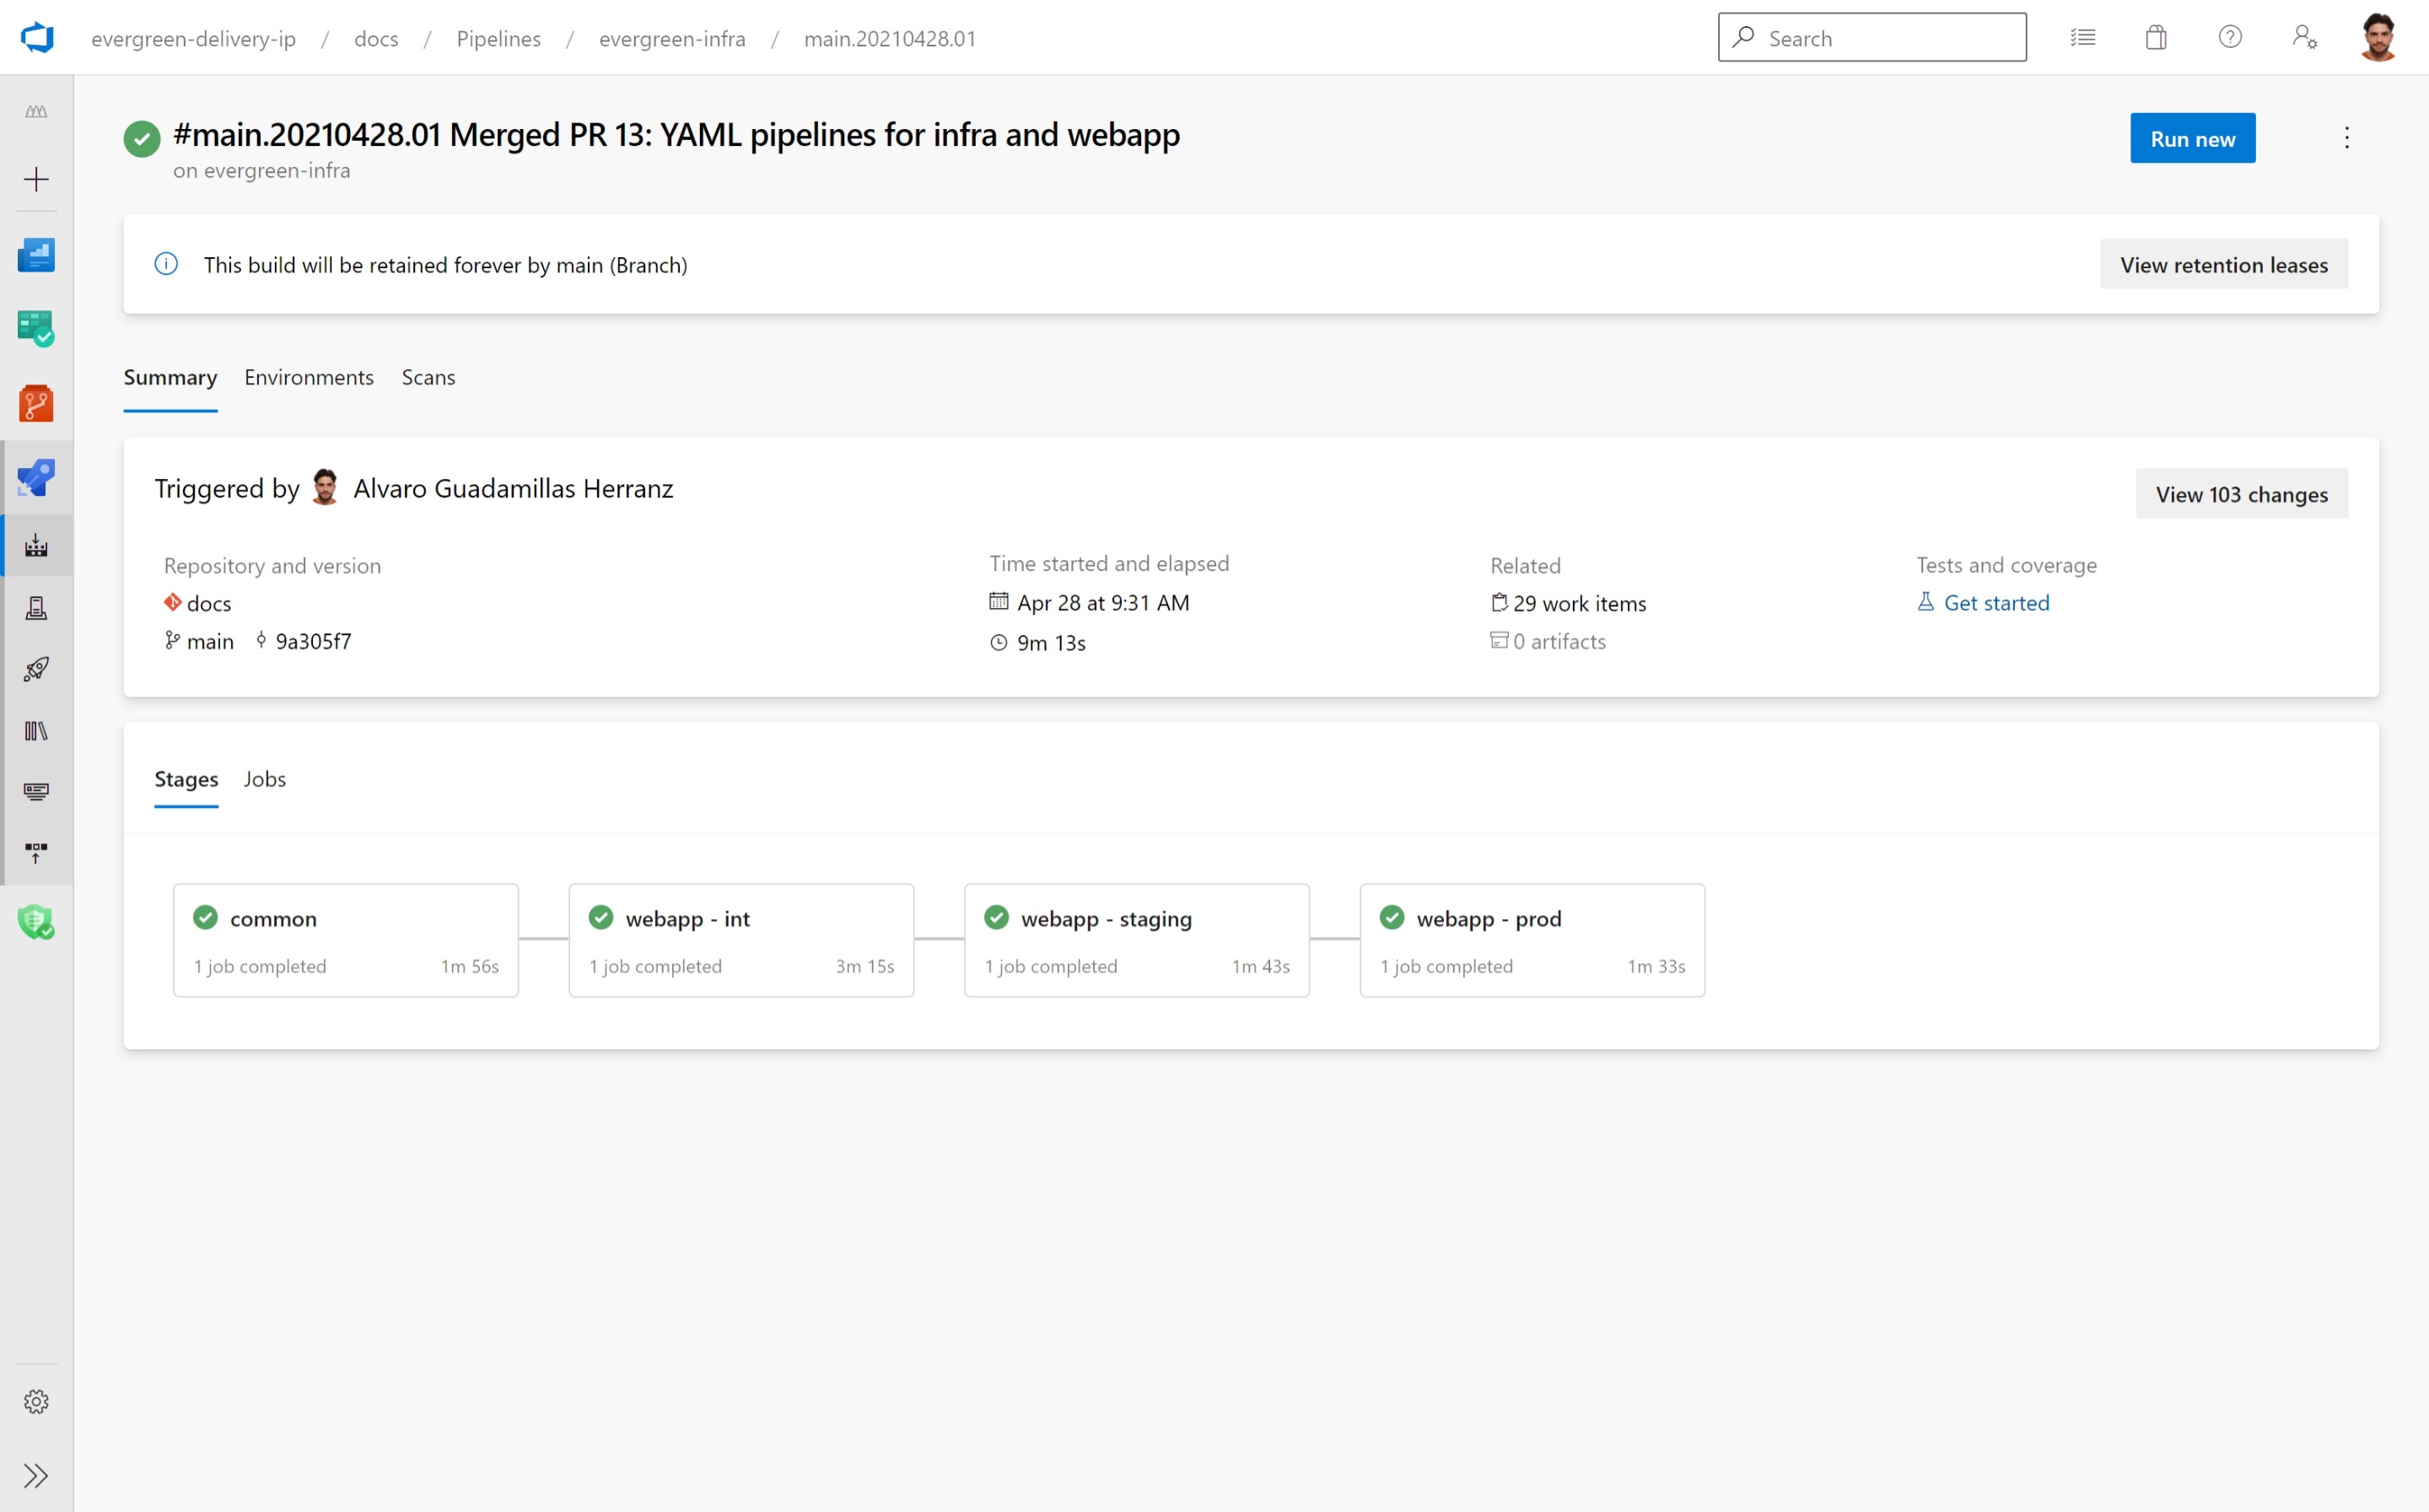 evergreen-delivery-ip / docs / Pipelines / evergreen-infra / main.20210428.01
Search
#main.20210428.01 Merged PR 13: YAML pipelines for infra and webapp
on evergreen-infra
Run new
This build will be retained forever by main (Branch)
View retention leases
Summary Environments Scans
Triggered by Alvaro Guadamillas Herranz
View 103 changes
Repository and version
docs
main 9a305f7
Time started and elapsed
Apr 28 at 9:31 AM
9m 13s
Related
29 work items
0 artifacts
Tests and coverage
Get started
Stages Jobs
common
1 job completed 1m 56s
webapp - int
1 job completed 3m 15s
webapp - staging
1 job completed 1m 43s
webapp - prod
1 job completed 1m 33s